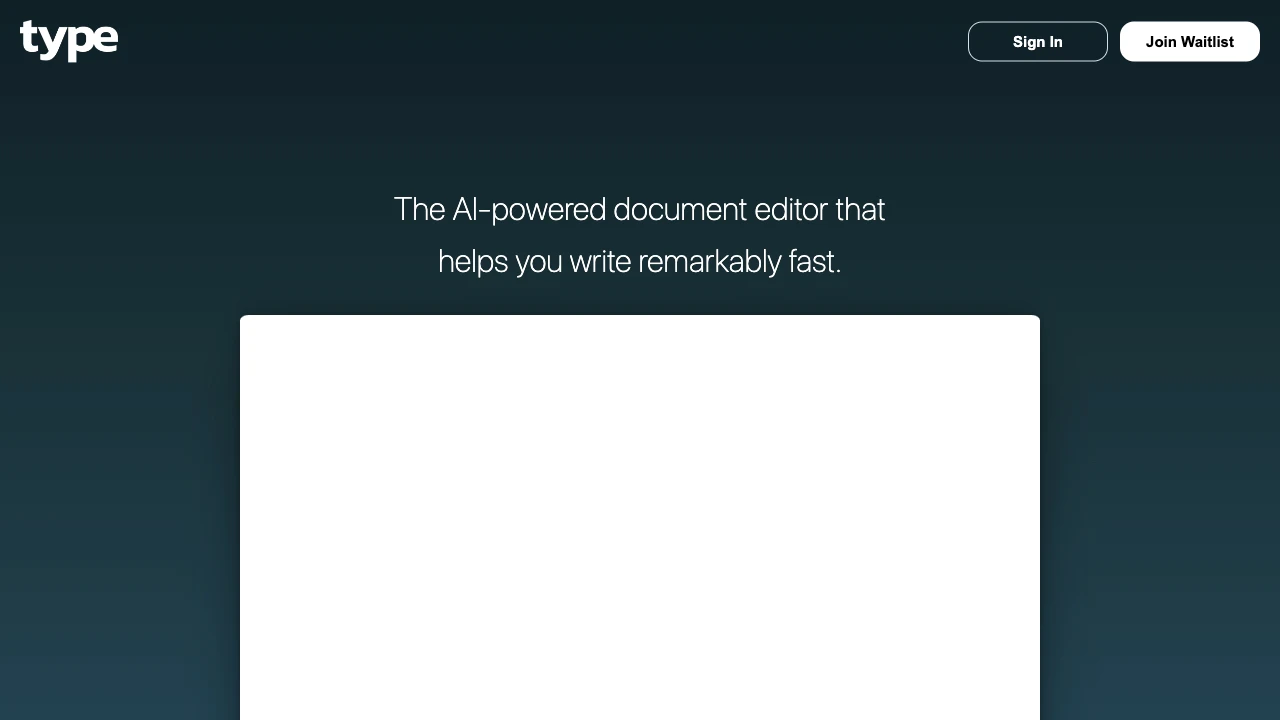 type
Sign In
Join Waitlist
The AI-powered document editor that
helps you write remarkably fast.